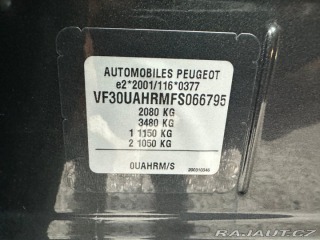 AUTOMOBILES PEUGEOT
e2*2001/116*0377
VF30UAHRMFS066795
2080 KG
3480 KG
1 1150 KG
2 1050 KG
0UAHRM/S
RAJAUT.CZ